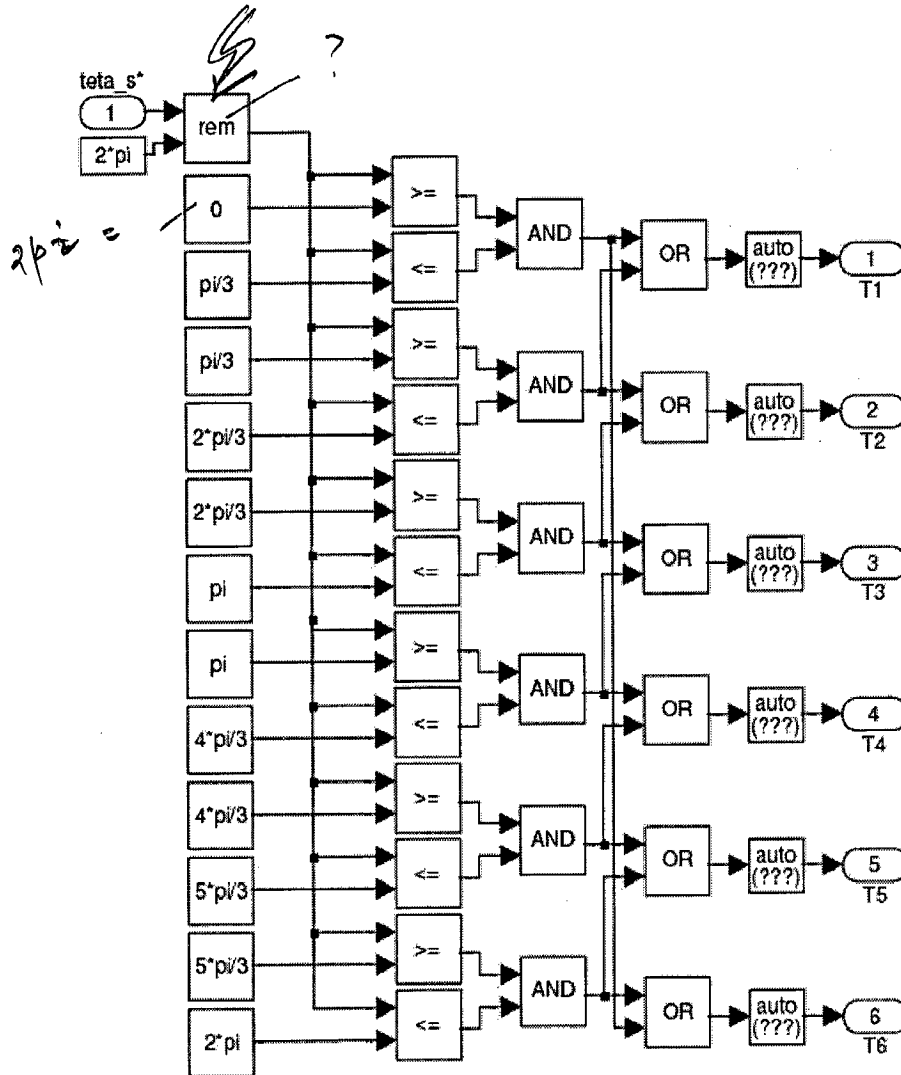 ?
teta_s*
1
rem
2*pi
0
2pi =
pi/3
pi/3
2*pi/3
2*pi/3
pi
pi
4*pi/3
4*pi/3
5*pi/3
5*pi/3
2*pi
>=
<=
>=
<=
>=
<=
>=
<=
>=
<=
>=
<=
AND
AND
AND
AND
AND
AND
OR
OR
OR
OR
OR
OR
auto
(???)
1
T1
auto
(???)
2
T2
auto
(???)
3
T3
auto
(???)
4
T4
auto
(???)
5
T5
auto
(???)
6
T6